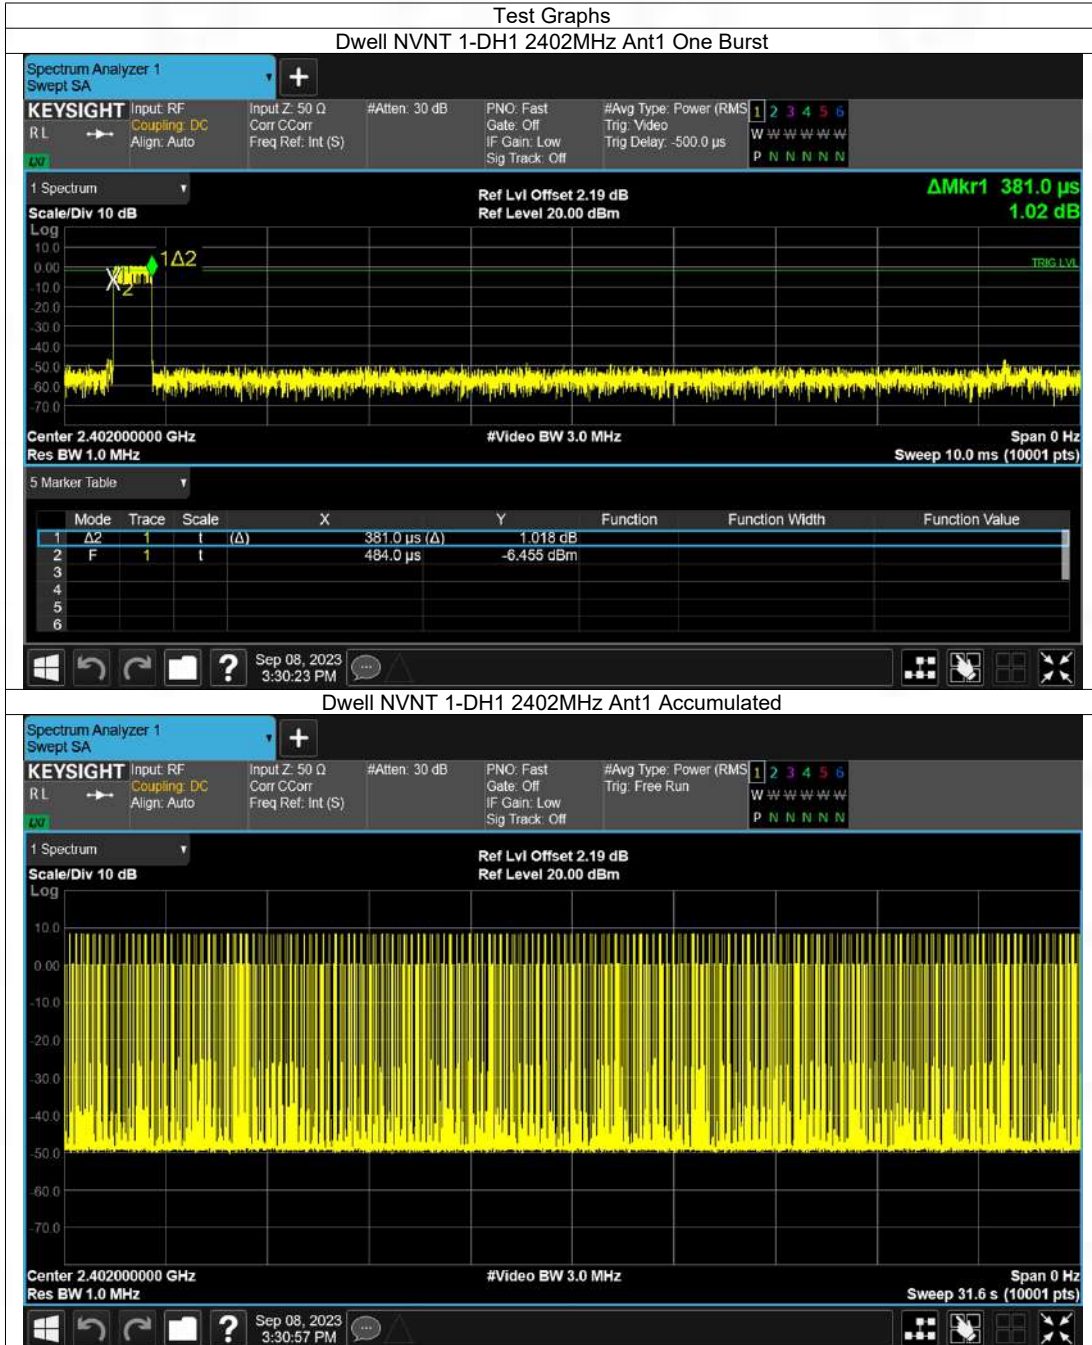 Test Graphs
Dwell NVNT 1-DH1 2402MHz Ant1 One Burst
Spectrum Analyzer 1
Swept SA
+
KEYSIGHT Input: RF Input Z: 50 Ω #Atten: 30 dB PNO: Fast #Avg Type: Power (RMS 1 2 3 4 5 6
RL Coupling: DC Corr CCorr Gate: Off Trig: Video W W W W W W
Align: Auto Freq Ref: Int (S) IF Gain: Low Trig Delay: -500.0 µs
LXI Sig Track: Off P N N N N N
1 Spectrum Ref Lvl Offset 2.19 dB ΔMkr1 381.0 µs
Scale/Div 10 dB Ref Level 20.00 dBm 1.02 dB
Log
10.0
1Δ2
0.00 TRIG LVL
2
-10.0
-20.0
-30.0
-40.0
-50.0
-60.0
-70.0
Center 2.402000000 GHz #Video BW 3.0 MHz Span 0 Hz
Res BW 1.0 MHz Sweep 10.0 ms (10001 pts)
5 Marker Table
Mode Trace Scale X Y Function Function Width Function Value
1 Δ2 1 t (Δ) 381.0 µs (Δ) 1.018 dB
2 F 1 t 484.0 µs -6.455 dBm
3
4
5
6
? Sep 08, 2023
3:30:23 PM
Dwell NVNT 1-DH1 2402MHz Ant1 Accumulated
Spectrum Analyzer 1
Swept SA
+
KEYSIGHT Input: RF Input Z: 50 Ω #Atten: 30 dB PNO: Fast #Avg Type: Power (RMS 1 2 3 4 5 6
RL Coupling: DC Corr CCorr Gate: Off Trig: Free Run W W W W W W
Align: Auto Freq Ref: Int (S) IF Gain: Low
LXI Sig Track: Off P N N N N N
1 Spectrum Ref Lvl Offset 2.19 dB
Scale/Div 10 dB Ref Level 20.00 dBm
Log
10.0
0.00
-10.0
-20.0
-30.0
-40.0
-50.0
-60.0
-70.0
Center 2.402000000 GHz #Video BW 3.0 MHz Span 0 Hz
Res BW 1.0 MHz Sweep 31.6 s (10001 pts)
? Sep 08, 2023
3:30:57 PM